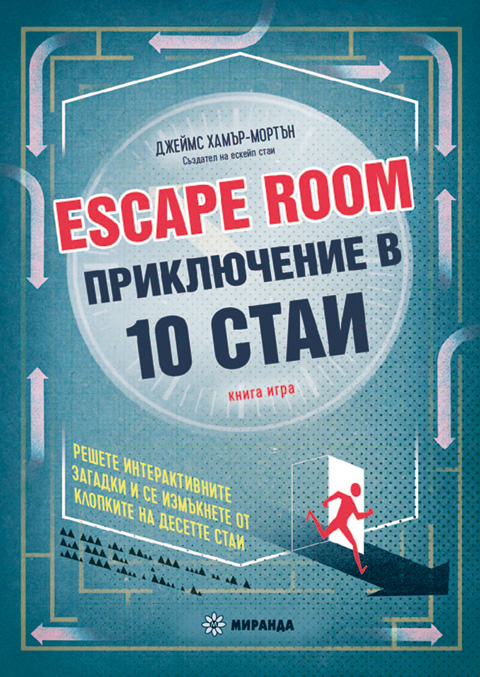 ДЖЕЙМС ХАМЪР-МОРТЪН
Създател на ескейп стаи
ESCAPE ROOM
ПРИКЛЮЧЕНИЕ В
10 СТАИ
книга игра
РЕШЕТЕ ИНТЕРАКТИВНИТЕ
ЗАГАДКИ И СЕ ИЗМЪКНЕТЕ ОТ
КЛОПКИТЕ НА ДЕСЕТТЕ СТАИ
М МИРАНДА